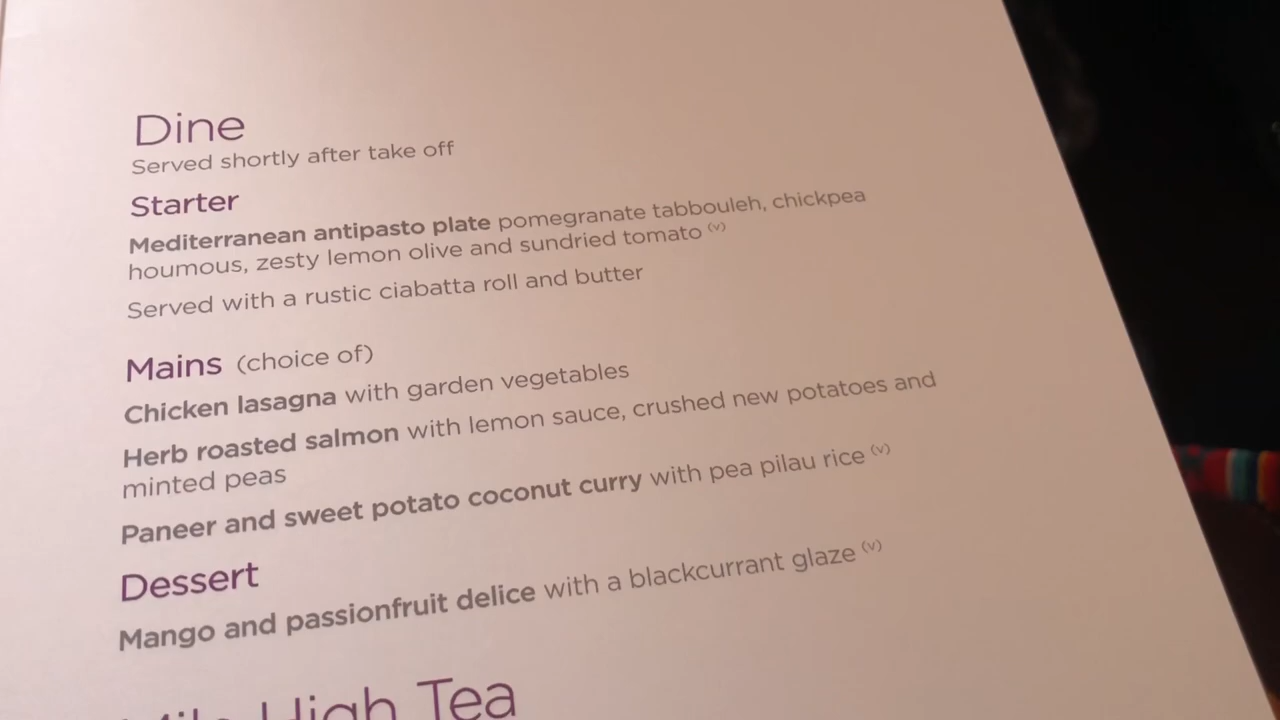 Dine
Served shortly after take off
Starter
Mediterranean antipasto plate pomegranate tabbouleh, chickpea
houmous, zesty lemon olive and sundried tomato (v)
Served with a rustic ciabatta roll and butter
Mains (choice of)
Chicken lasagna with garden vegetables
Herb roasted salmon with lemon sauce, crushed new potatoes and
minted peas
Paneer and sweet potato coconut curry with pea pilau rice (v)
Dessert
Mango and passionfruit delice with a blackcurrant glaze (v)
Mile High Tea